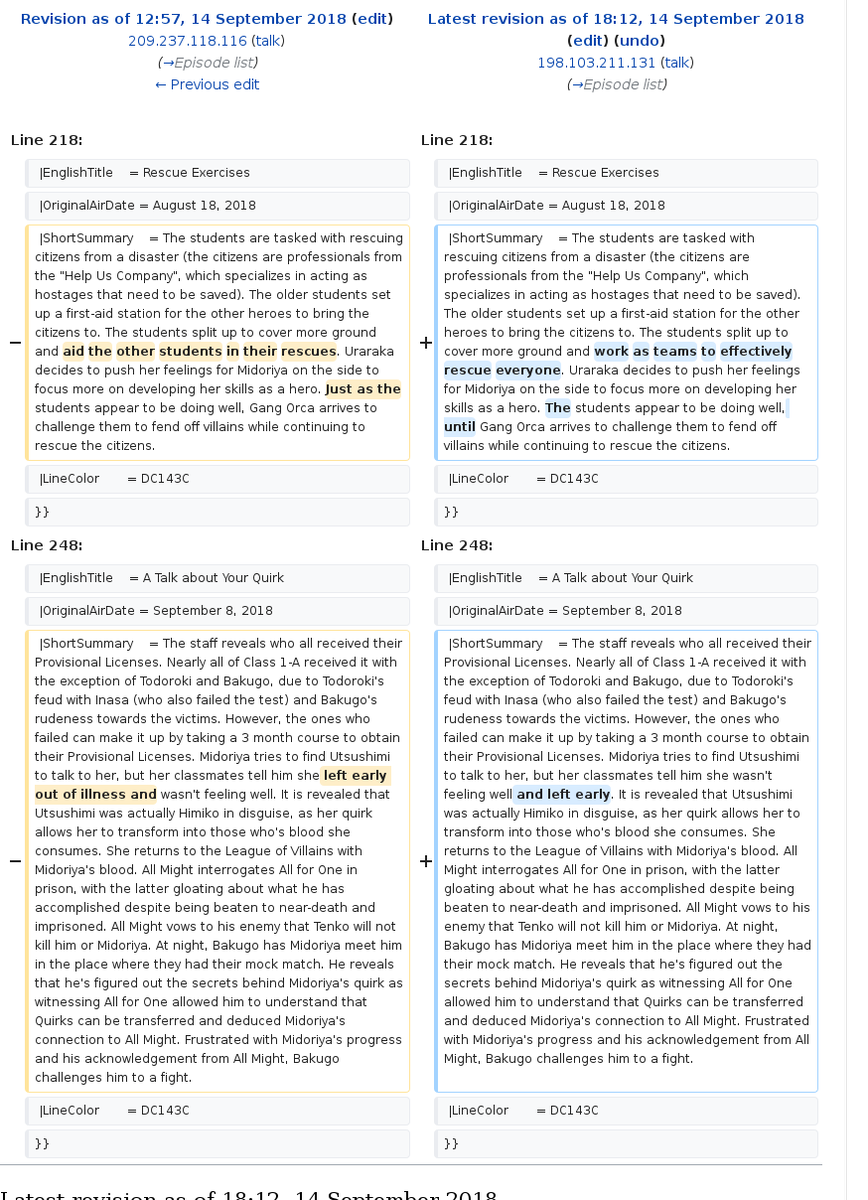 Revision as of 12:57, 14 September 2018 (edit)
209.237.118.116 (talk)
(→Episode list)
← Previous edit
Latest revision as of 18:12, 14 September 2018
(edit) (undo)
198.103.211.131 (talk)
(→Episode list)
Line 218:
|EnglishTitle = Rescue Exercises
|OriginalAirDate = August 18, 2018
− |ShortSummary = The students are tasked with rescuing
citizens from a disaster (the citizens are professionals from
the "Help Us Company", which specializes in acting as
hostages that need to be saved). The older students set
up a first-aid station for the other heroes to bring the
citizens to. The students split up to cover more ground
and aid the other students in their rescues. Uraraka
decides to push her feelings for Midoriya on the side to
focus more on developing her skills as a hero. Just as the
students appear to be doing well, Gang Orca arrives to
challenge them to fend off villains while continuing to
rescue the citizens.
|LineColor = DC143C
}}
Line 218:
|EnglishTitle = Rescue Exercises
|OriginalAirDate = August 18, 2018
+ |ShortSummary = The students are tasked with
rescuing citizens from a disaster (the citizens are
professionals from the "Help Us Company", which
specializes in acting as hostages that need to be saved).
The older students set up a first-aid station for the other
heroes to bring the citizens to. The students split up to
cover more ground and work as teams to effectively
rescue everyone. Uraraka decides to push her feelings
for Midoriya on the side to focus more on developing her
skills as a hero. The students appear to be doing well,
until Gang Orca arrives to challenge them to fend off
villains while continuing to rescue the citizens.
|LineColor = DC143C
}}
Line 248:
|EnglishTitle = A Talk about Your Quirk
|OriginalAirDate = September 8, 2018
− |ShortSummary = The staff reveals who all received their
Provisional Licenses. Nearly all of Class 1-A received it with
the exception of Todoroki and Bakugo, due to Todoroki's
feud with Inasa (who also failed the test) and Bakugo's
rudeness towards the victims. However, the ones who
failed can make it up by taking a 3 month course to obtain
their Provisional Licenses. Midoriya tries to find Utsushimi
to talk to her, but her classmates tell him she left early
out of illness and wasn't feeling well. It is revealed that
Utsushimi was actually Himiko in disguise, as her quirk
allows her to transform into those who's blood she
consumes. She returns to the League of Villains with
Midoriya's blood. All Might interrogates All for One in
prison, with the latter gloating about what he has
accomplished despite being beaten to near-death and
imprisoned. All Might vows to his enemy that Tenko will not
kill him or Midoriya. At night, Bakugo has Midoriya meet him
in the place where they had their mock match. He reveals
that he's figured out the secrets behind Midoriya's quirk as
witnessing All for One allowed him to understand that
Quirks can be transferred and deduced Midoriya's
connection to All Might. Frustrated with Midoriya's progress
and his acknowledgement from All Might, Bakugo
challenges him to a fight.
|LineColor = DC143C
}}
Line 248:
|EnglishTitle = A Talk about Your Quirk
|OriginalAirDate = September 8, 2018
+ |ShortSummary = The staff reveals who all received their
Provisional Licenses. Nearly all of Class 1-A received it with
the exception of Todoroki and Bakugo, due to Todoroki's
feud with Inasa (who also failed the test) and Bakugo's
rudeness towards the victims. However, the ones who
failed can make it up by taking a 3 month course to obtain
their Provisional Licenses. Midoriya tries to find Utsushimi
to talk to her, but her classmates tell him she wasn't
feeling well and left early. It is revealed that Utsushimi
was actually Himiko in disguise, as her quirk allows her
to transform into those who's blood she consumes. She
returns to the League of Villains with Midoriya's blood. All
Might interrogates All for One in prison, with the latter
gloating about what he has accomplished despite being
beaten to near-death and imprisoned. All Might vows to his
enemy that Tenko will not kill him or Midoriya. At night,
Bakugo has Midoriya meet him in the place where they had
their mock match. He reveals that he's figured out the
secrets behind Midoriya's quirk as witnessing All for One
allowed him to understand that Quirks can be transferred
and deduced Midoriya's connection to All Might. Frustrated
with Midoriya's progress and his acknowledgement from All
Might, Bakugo challenges him to a fight.
|LineColor = DC143C
}}
Latest revision as of 18:12, 14 September 2018